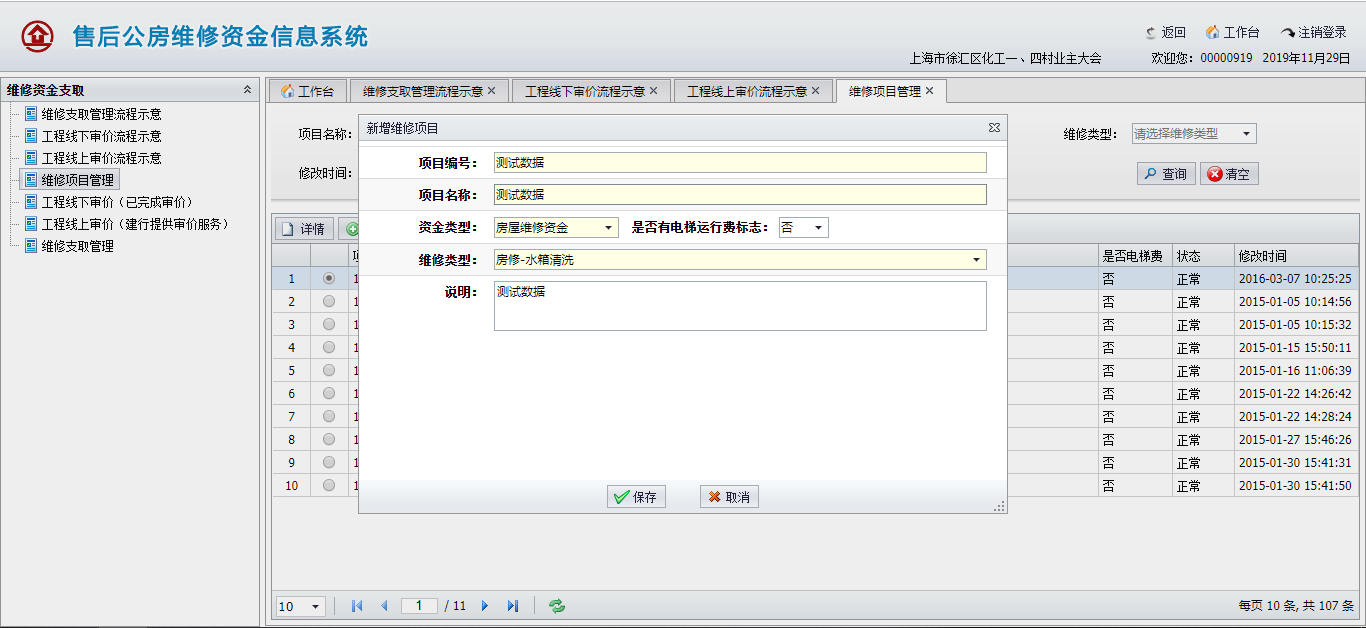 售后公房维修资金信息系统
返回 工作台 注销登录
上海市徐汇区化工一、四村业主大会 欢迎您: 00000919 2019年11月29日
维修资金支取
维修支取管理流程示意
工程线下审价流程示意
工程线上审价流程示意
维修项目管理
工程线下审价（已完成审价）
工程线上审价（建行提供审价服务）
维修支取管理
工作台 维修支取管理流程示意 工程线下审价流程示意 工程线上审价流程示意 维修项目管理
项目名称: 维修类型: 请选择维修类型
修改时间: 查询 清空
新增维修项目
项目编号: 测试数据
项目名称: 测试数据
资金类型: 房屋维修资金 是否有电梯运行费标志: 否
维修类型: 房修-水箱清洗
说明: 测试数据
保存 取消
详情
是否电梯费 状态 修改时间
1 1 否 正常 2016-03-07 10:25:25
2 1 否 正常 2015-01-05 10:14:56
3 1 否 正常 2015-01-05 10:15:32
4 1 否 正常 2015-01-15 15:50:11
5 1 否 正常 2015-01-16 11:06:39
6 1 否 正常 2015-01-22 14:26:42
7 1 否 正常 2015-01-22 14:28:24
8 1 否 正常 2015-01-27 15:46:26
9 1 否 正常 2015-01-30 15:41:31
10 1 否 正常 2015-01-30 15:41:50
10 1 / 11 每页 10 条, 共 107 条